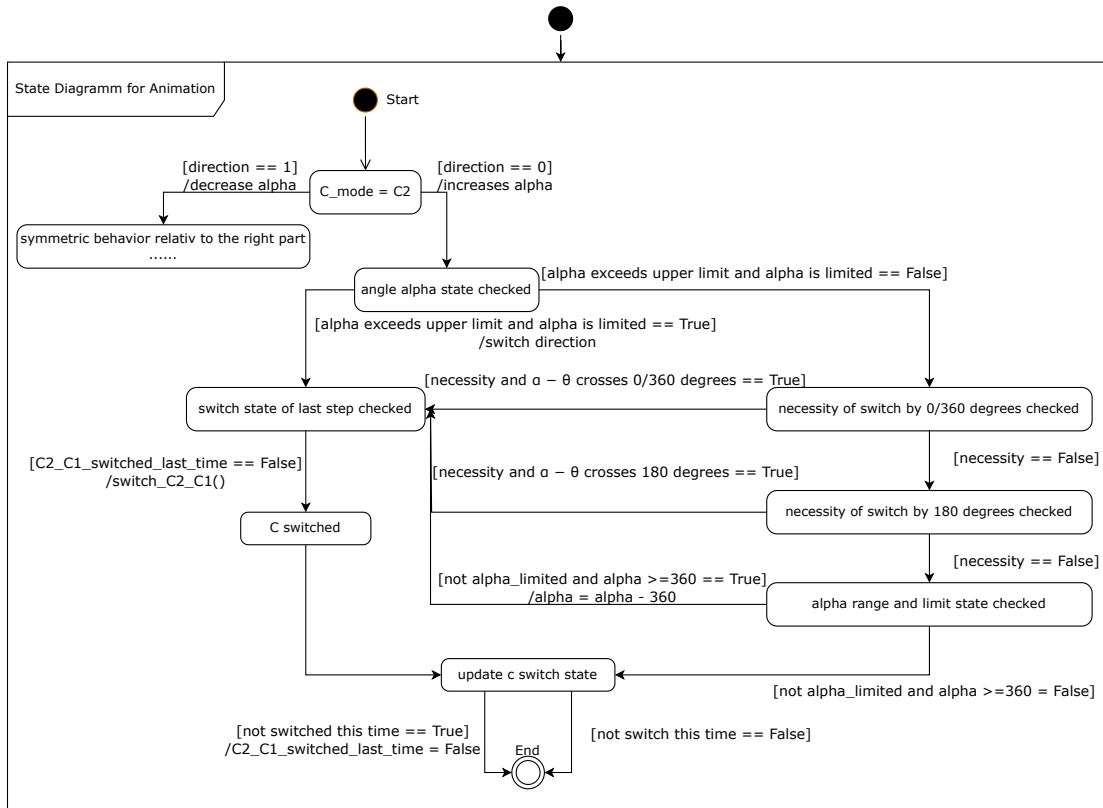 State Diagramm for Animation
Start
[direction == 1]
/decrease alpha
[direction == 0]
/increases alpha
C_mode = C2
symmetric behavior relativ to the right part
......
[alpha exceeds upper limit and alpha is limited == False]
angle alpha state checked
[alpha exceeds upper limit and alpha is limited == True]
/switch direction
[necessity and α − θ crosses 0/360 degrees == True]
switch state of last step checked
necessity of switch by 0/360 degrees checked
[C2_C1_switched_last_time == False]
/switch_C2_C1()
[necessity and α − θ crosses 180 degrees == True]
[necessity == False]
C switched
necessity of switch by 180 degrees checked
[necessity == False]
[not alpha_limited and alpha >=360 == True]
/alpha = alpha - 360
alpha range and limit state checked
update c switch state
[not alpha_limited and alpha >=360 = False]
[not switched this time == True]
/C2_C1_switched_last_time = False
[not switch this time == False]
End